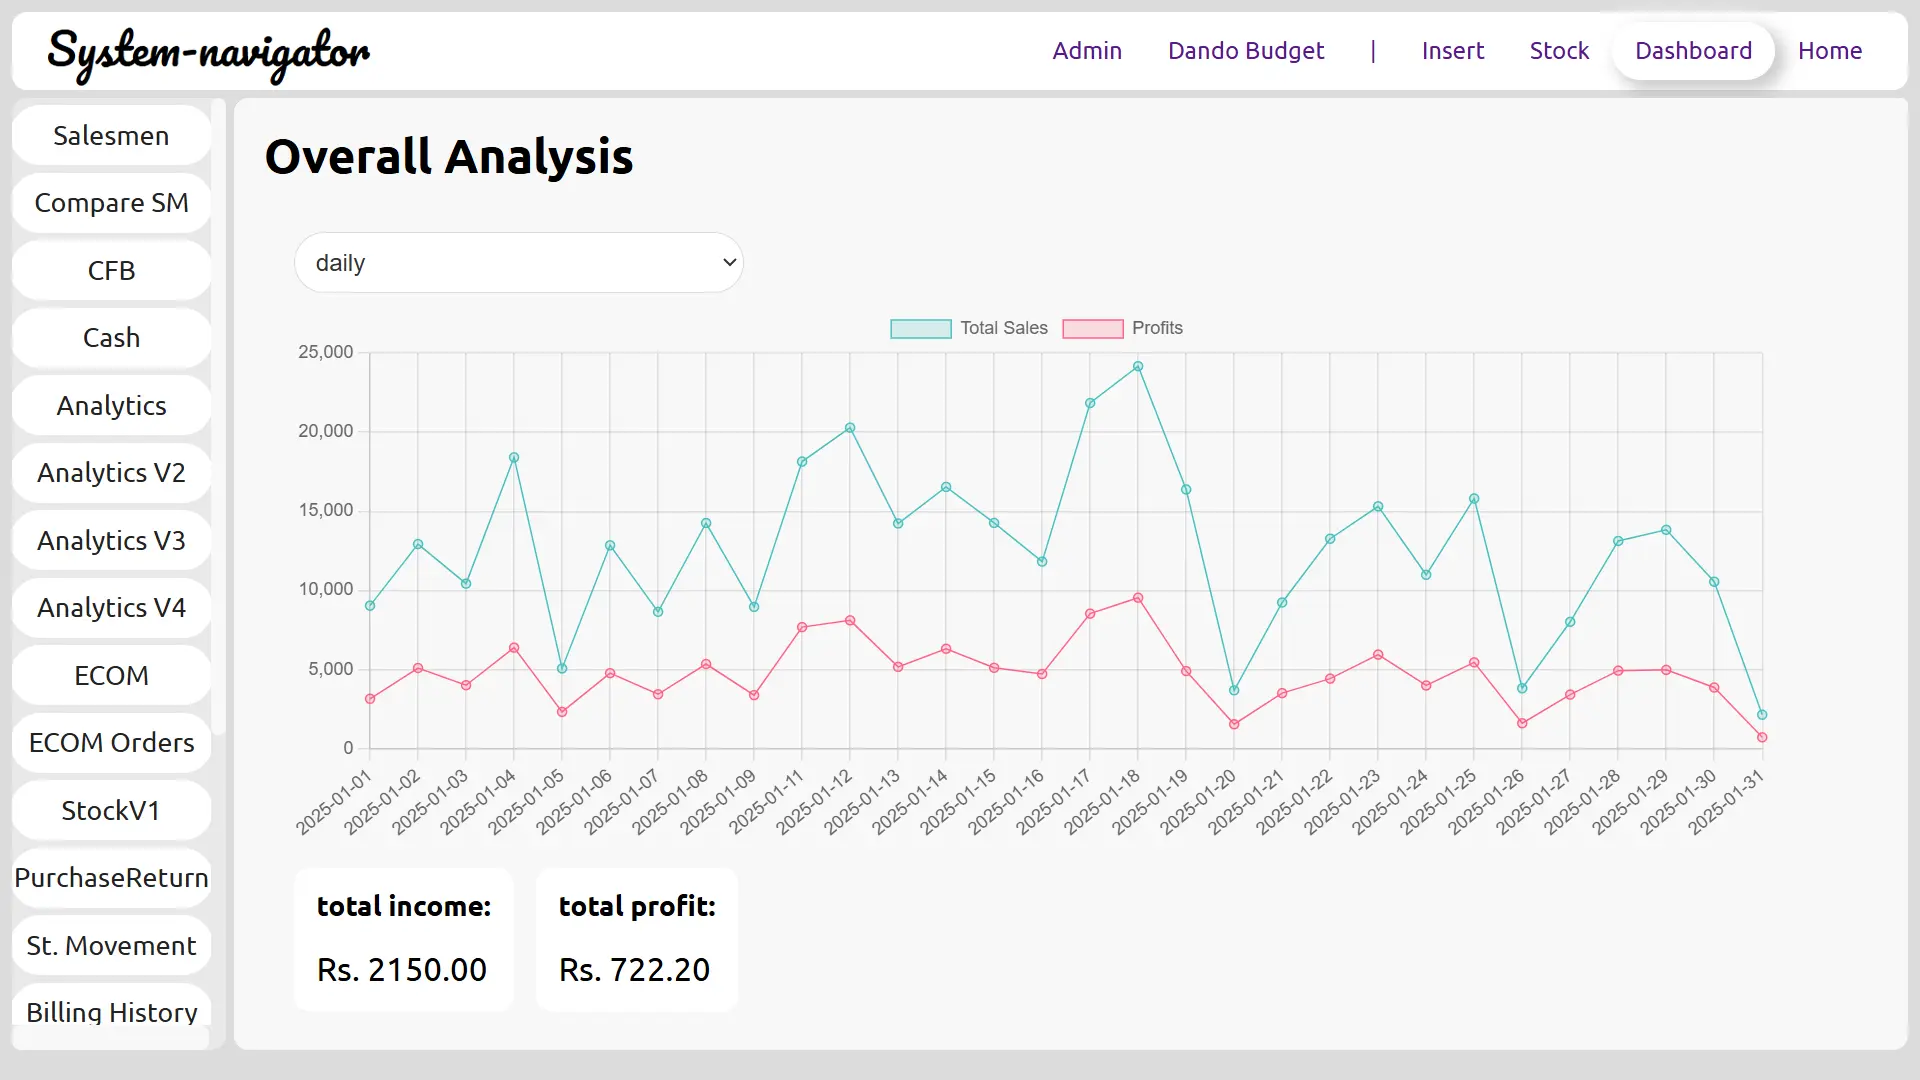 System-navigator
Admin
Dando Budget
|
Insert
Stock
Dashboard
Home
Salesmen
Compare SM
CFB
Cash
Analytics
Analytics V2
Analytics V3
Analytics V4
ECOM
ECOM Orders
StockV1
PurchaseReturn
St. Movement
Billing History
Overall Analysis
daily
Total Sales
Profits
25,000
20,000
15,000
10,000
5,000
0
2025-01-01
2025-01-02
2025-01-03
2025-01-04
2025-01-05
2025-01-06
2025-01-07
2025-01-08
2025-01-09
2025-01-11
2025-01-12
2025-01-13
2025-01-14
2025-01-15
2025-01-16
2025-01-17
2025-01-18
2025-01-19
2025-01-20
2025-01-21
2025-01-22
2025-01-23
2025-01-24
2025-01-25
2025-01-26
2025-01-27
2025-01-28
2025-01-29
2025-01-30
2025-01-31
total income:
Rs. 2150.00
total profit:
Rs. 722.20